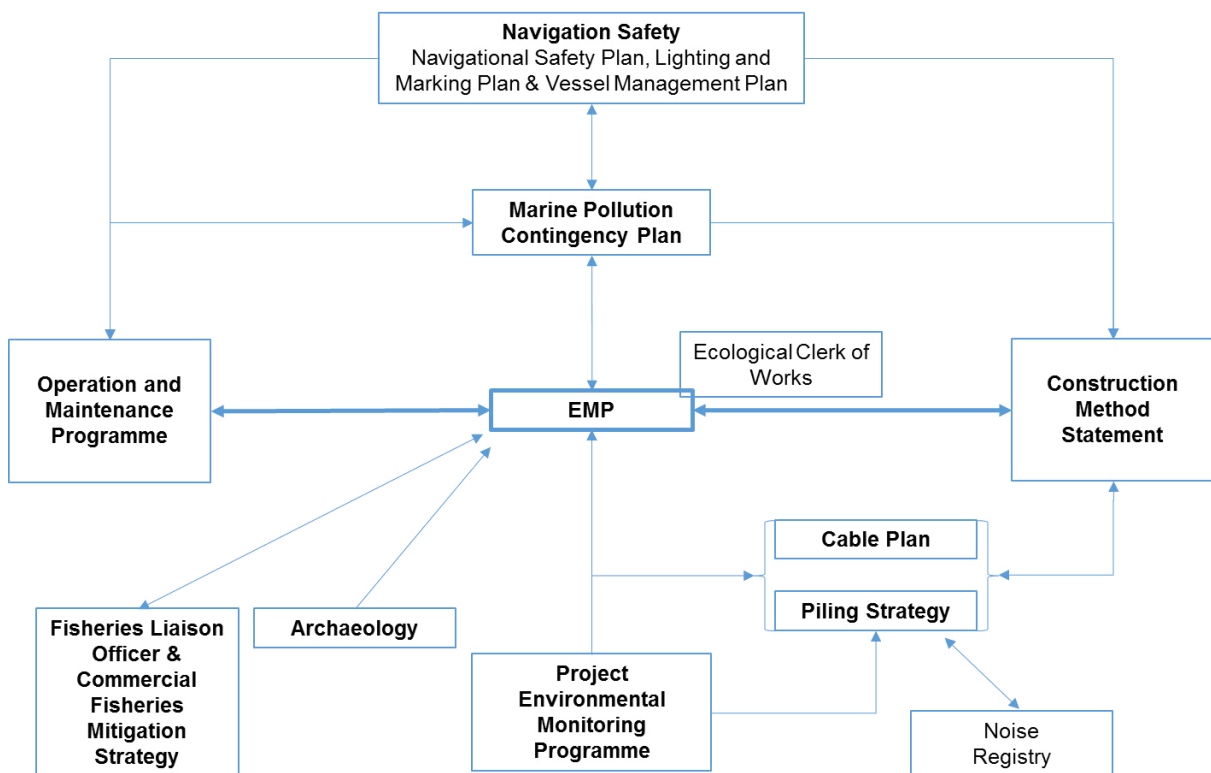 Navigation Safety
Navigational Safety Plan, Lighting and
Marking Plan & Vessel Management Plan
Marine Pollution
Contingency Plan
Ecological Clerk of
Works
Operation and
Maintenance
Programme
EMP
Construction
Method
Statement
Cable Plan
Piling Strategy
Fisheries Liaison
Officer &
Commercial
Fisheries
Mitigation
Strategy
Archaeology
Project
Environmental
Monitoring
Programme
Noise
Registry